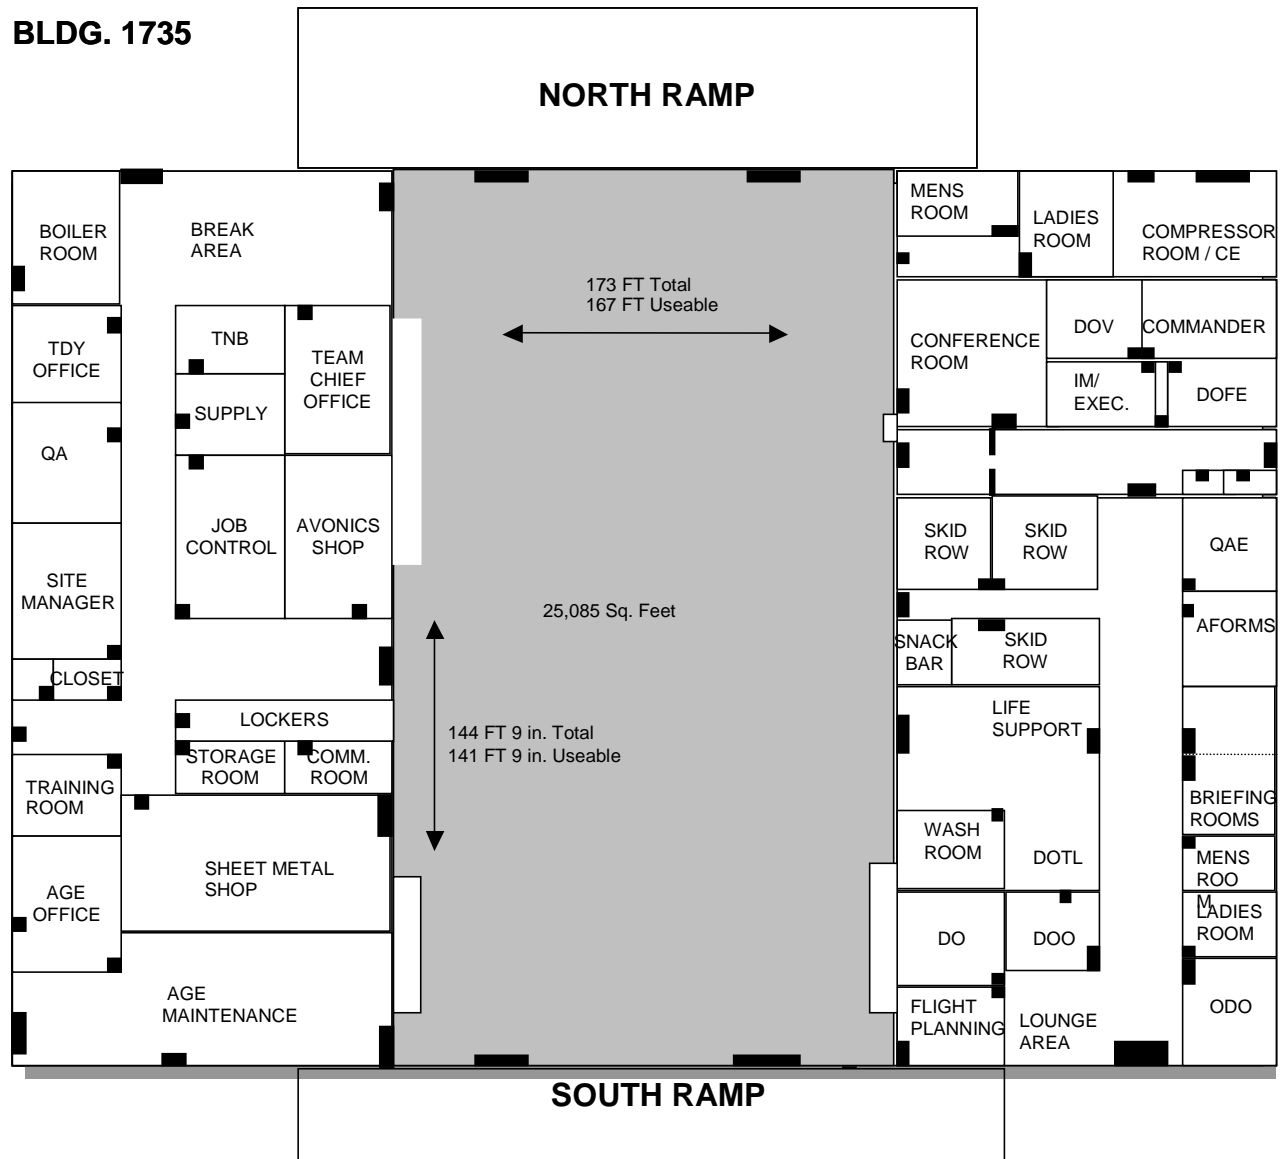 BLDG. 1735
NORTH RAMP
BOILER
ROOM
BREAK
AREA
TDY
OFFICE
TNB
TEAM
CHIEF
OFFICE
SUPPLY
QA
JOB
CONTROL
AVONICS
SHOP
SITE
MANAGER
CLOSET
LOCKERS
STORAGE
ROOM
COMM.
ROOM
TRAINING
ROOM
SHEET METAL
SHOP
AGE
OFFICE
AGE
MAINTENANCE
173 FT Total
167 FT Useable
25,085 Sq. Feet
144 FT 9 in. Total
141 FT 9 in. Useable
MENS
ROOM
LADIES
ROOM
COMPRESSOR
ROOM / CE
CONFERENCE
ROOM
DOV
COMMANDER
IM/
EXEC.
DOFE
SKID
ROW
SKID
ROW
QAE
SNACK
BAR
SKID
ROW
AFORMS
LIFE
SUPPORT
BRIEFING
ROOMS
WASH
ROOM
DOTL
MENS
ROO
M
LADIES
ROOM
DO
DOO
FLIGHT
PLANNING
LOUNGE
AREA
ODO
SOUTH RAMP